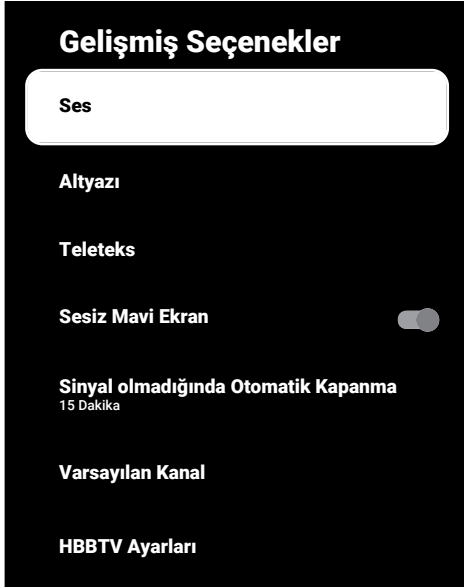 Gelişmiş Seçenekler
Ses
Altyazı
Teleteks
Sesiz Mavi Ekran
Sinyal olmadığında Otomatik Kapanma
15 Dakika
Varsayılan Kanal
HBBTV Ayarları